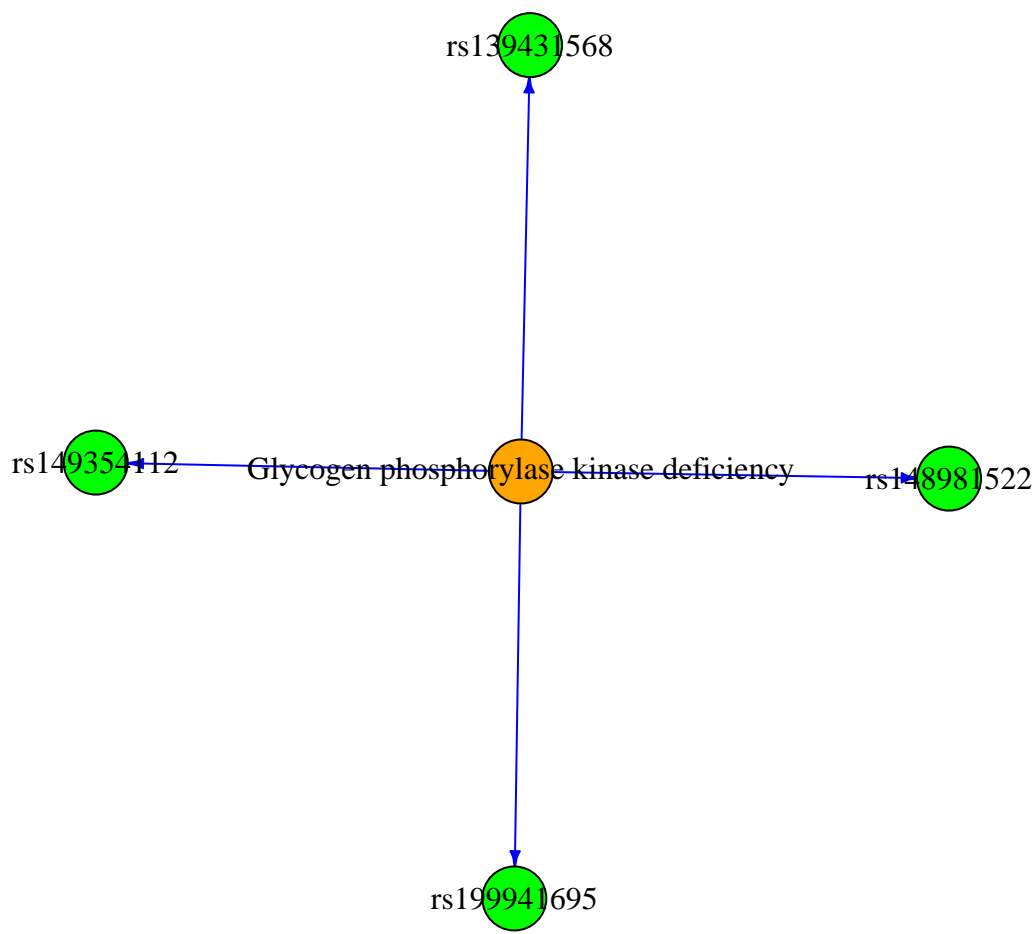 rs139431568
rs149354112
Glycogen phosphorylase kinase deficiency
rs148981522
rs199941695